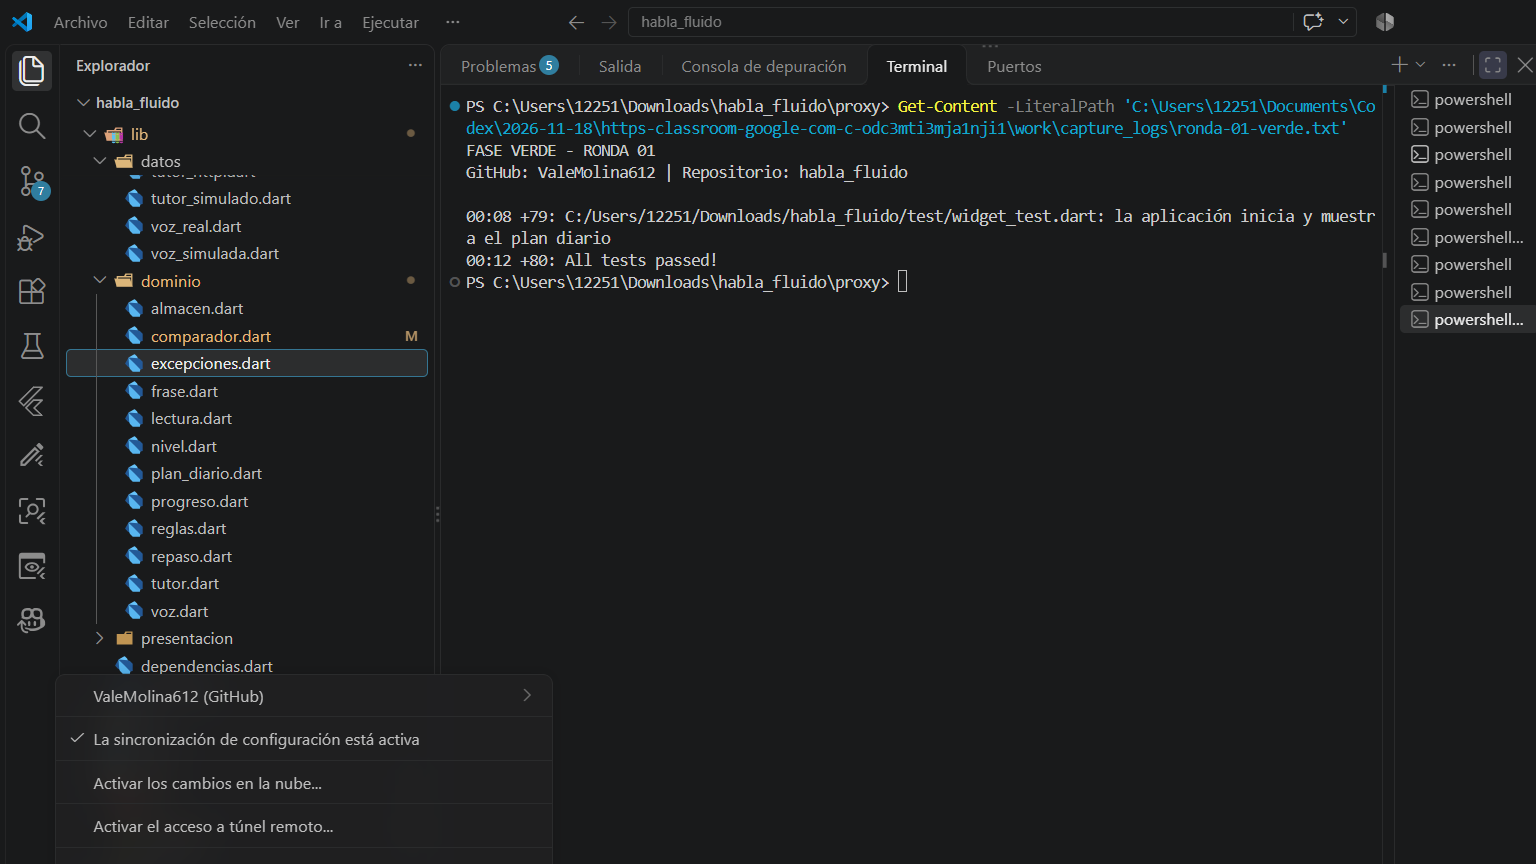 Archivo Editar Selección Ver Ir a Ejecutar ···
habla_fluido
Explorador ···
habla_fluido
lib
datos
tutor_http.dart
tutor_simulado.dart
voz_real.dart
voz_simulada.dart
dominio
almacen.dart
comparador.dart M
excepciones.dart
frase.dart
lectura.dart
nivel.dart
plan_diario.dart
progreso.dart
reglas.dart
repaso.dart
tutor.dart
voz.dart
presentacion
dependencias.dart
7
ValeMolina612 (GitHub)
La sincronización de configuración está activa
Activar los cambios en la nube...
Activar el acceso a túnel remoto...
Problemas 5 Salida Consola de depuración Terminal Puertos
PS C:\Users\12251\Downloads\habla_fluido\proxy> Get-Content -LiteralPath 'C:\Users\12251\Documents\Co
dex\2026-11-18\https-classroom-google-com-c-odc3mti3mja1nji1\work\capture_logs\ronda-01-verde.txt'
FASE VERDE - RONDA 01
GitHub: ValeMolina612 | Repositorio: habla_fluido
00:08 +79: C:/Users/12251/Downloads/habla_fluido/test/widget_test.dart: la aplicación inicia y muestr
a el plan diario
00:12 +80: All tests passed!
PS C:\Users\12251\Downloads\habla_fluido\proxy>
powershell
powershell
powershell
powershell
powershell
powershell...
powershell
powershell
powershell...